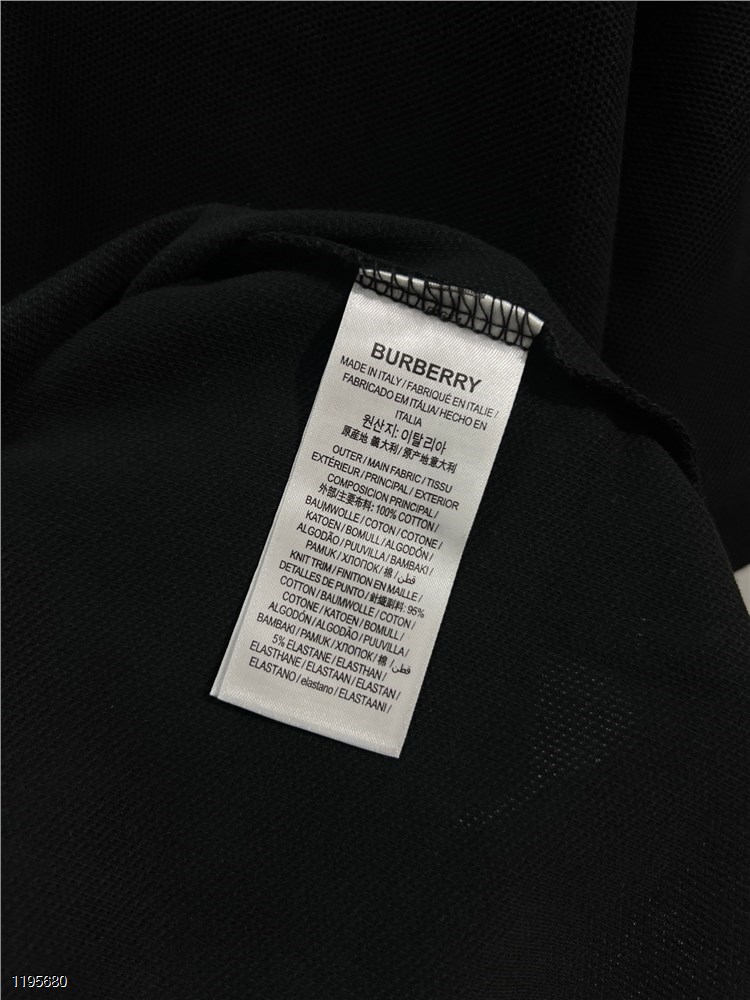 BURBERRY
MADE IN ITALY / FABRIQUÉ EN ITALIE /
FABRICADO EM ITÁLIA/ HECHO EN
ITALIA
원산지: 이탈리아
原産地 義大利 / 原产地意大利
OUTER / MAIN FABRIC / TISSU
EXTÉRIEUR / PRINCIPAL / EXTERIOR
COMPOSICION PRINCIPAL /
外部/主要布料: 100% COTTON /
BAUMWOLLE / COTON / COTONE /
KATOEN / BOMULL / ALGODÓN /
ALGODÃO / PUUVILLA / BAMBAKI /
PAMUK / ХЛОПОК / 棉 / قطن /
KNIT TRIM / FINITION EN MAILLE /
DETALLES DE PUNTO / 針織副料: 95%
COTTON / BAUMWOLLE / COTON /
COTONE / KATOEN / BOMULL /
ALGODÓN / ALGODÃO / PUUVILLA /
BAMBAKI / PAMUK / ХЛОПОК / 棉 / قطن /
5% ELASTANE / ELASTHAN /
ELASTHANE / ELASTAAN / ELASTAN /
ELASTANO / elastano / ELASTAANI /
1195680